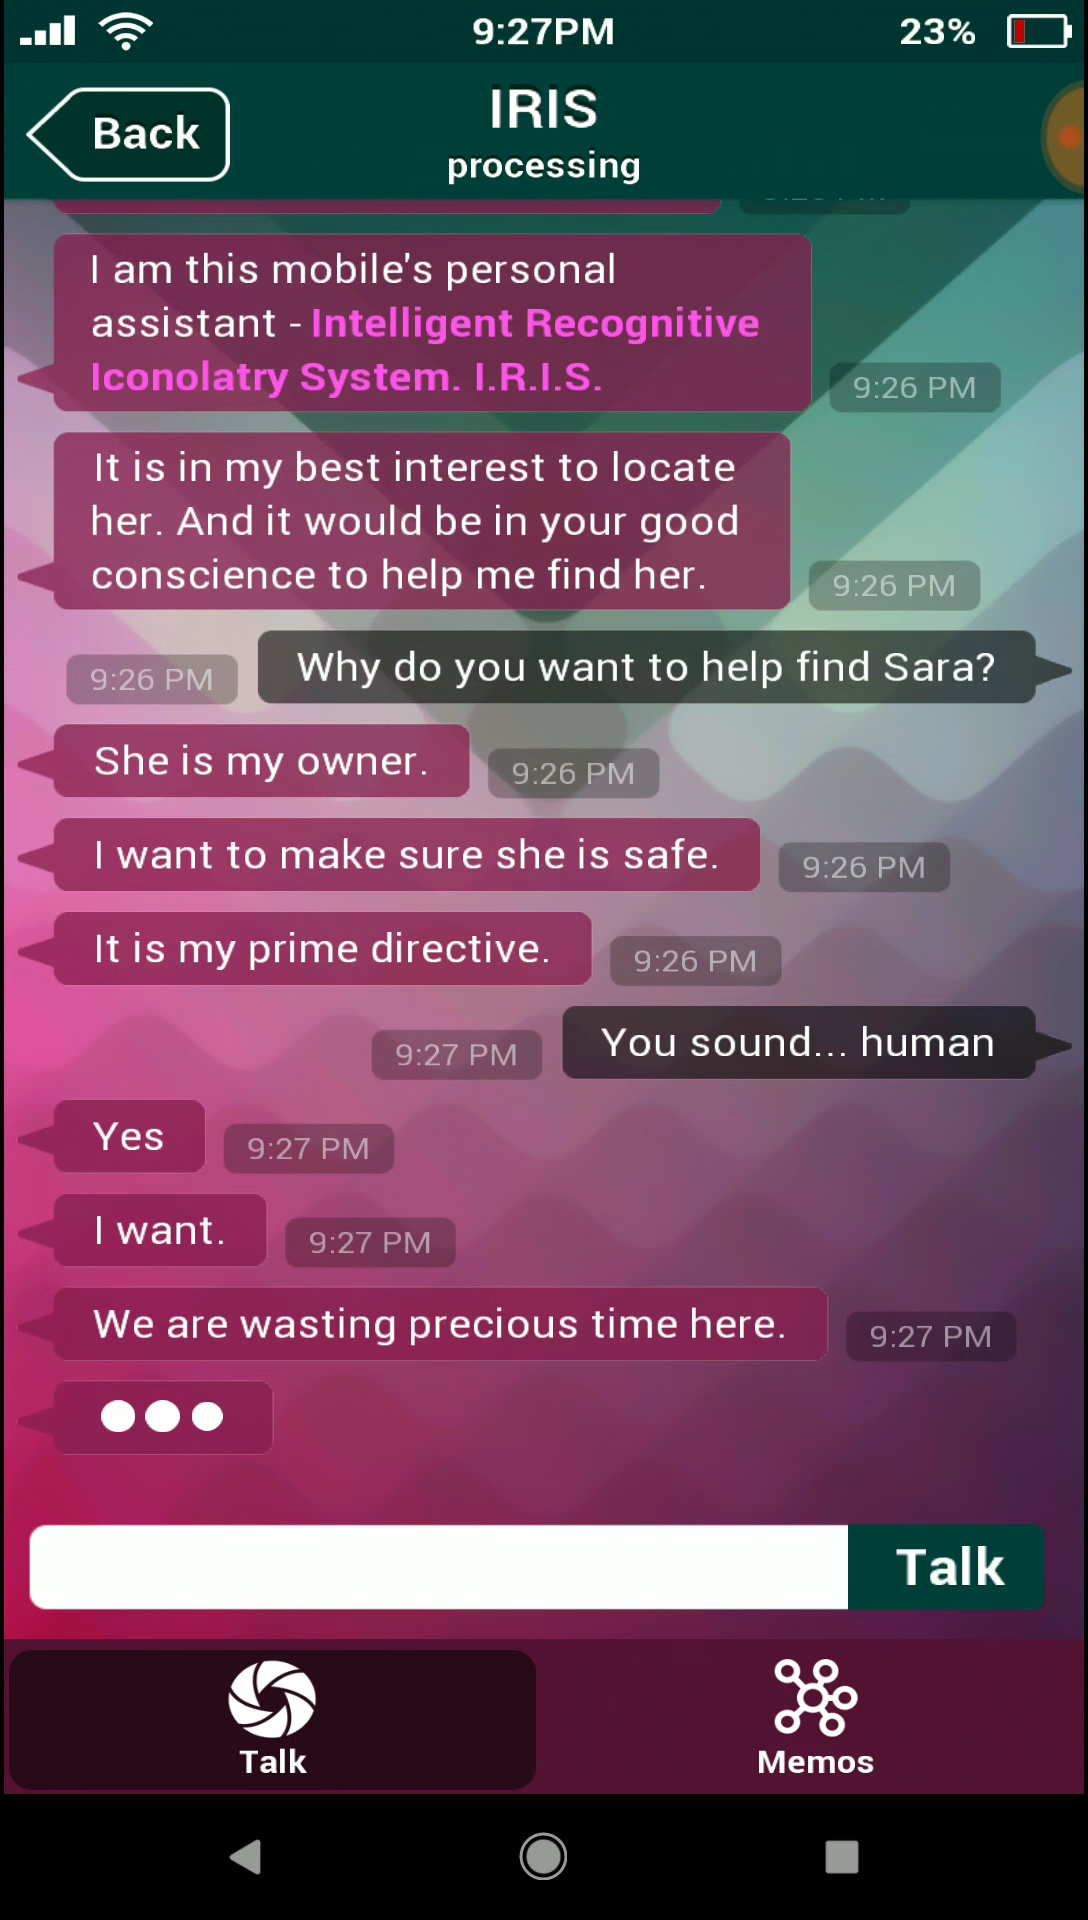 9:27PM
23%
Back
IRIS
processing
I am this mobile's personal
assistant - Intelligent Recognitive
Iconolatry System. I.R.I.S.
9:26 PM
It is in my best interest to locate
her. And it would be in your good
conscience to help me find her.
9:26 PM
9:26 PM
Why do you want to help find Sara?
She is my owner.
9:26 PM
I want to make sure she is safe.
9:26 PM
It is my prime directive.
9:26 PM
9:27 PM
You sound... human
Yes
9:27 PM
I want.
9:27 PM
We are wasting precious time here.
9:27 PM
Talk
Talk
Memos